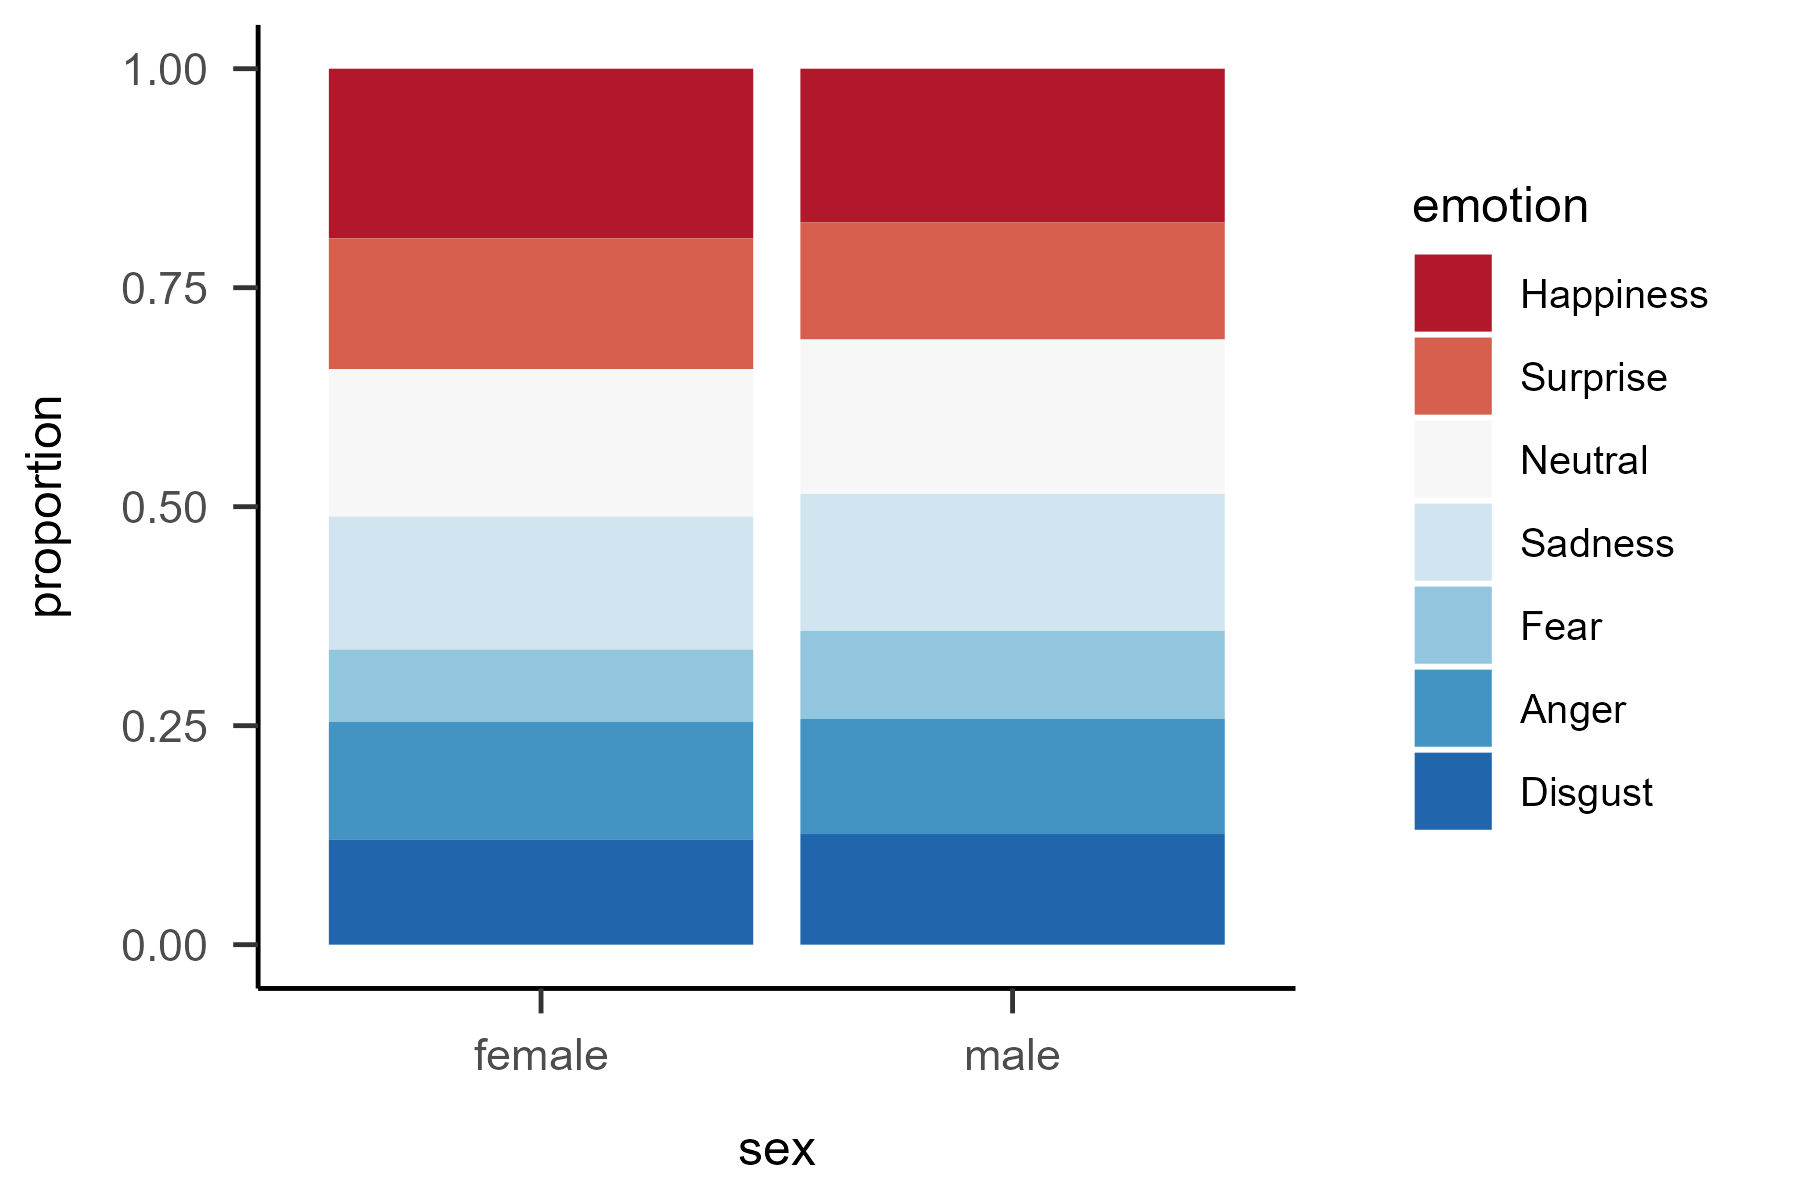 1.00
0.75
0.50
0.25
0.00
proportion
female
male
sex
emotion
Happiness
Surprise
Neutral
Sadness
Fear
Anger
Disgust